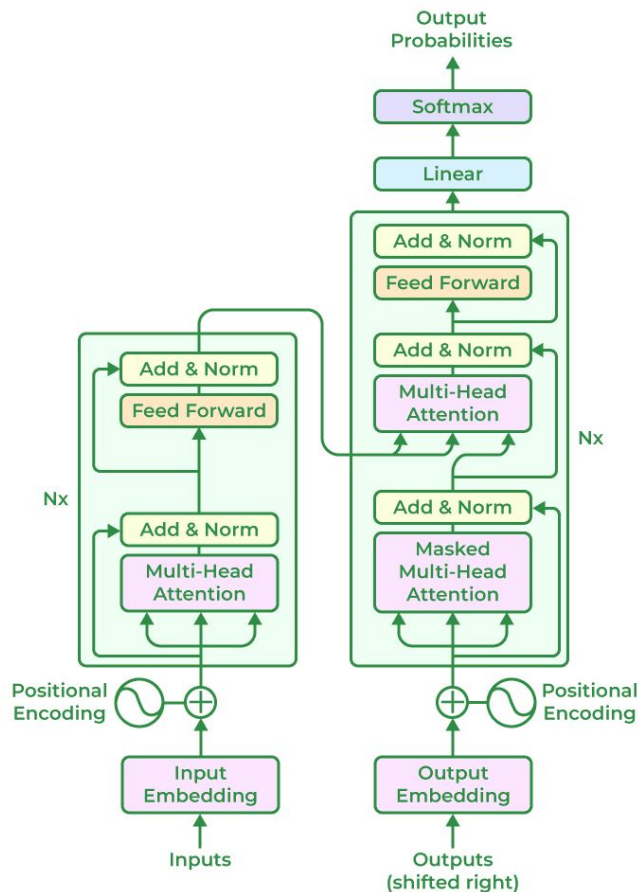 Output
Probabilities
Softmax
Linear
Add & Norm
Feed Forward
Add & Norm
Multi-Head
Attention
Nx
Add & Norm
Masked
Multi-Head
Attention
Add & Norm
Feed Forward
Nx
Add & Norm
Multi-Head
Attention
Positional
Encoding
Positional
Encoding
Input
Embedding
Output
Embedding
Inputs
Outputs
(shifted right)